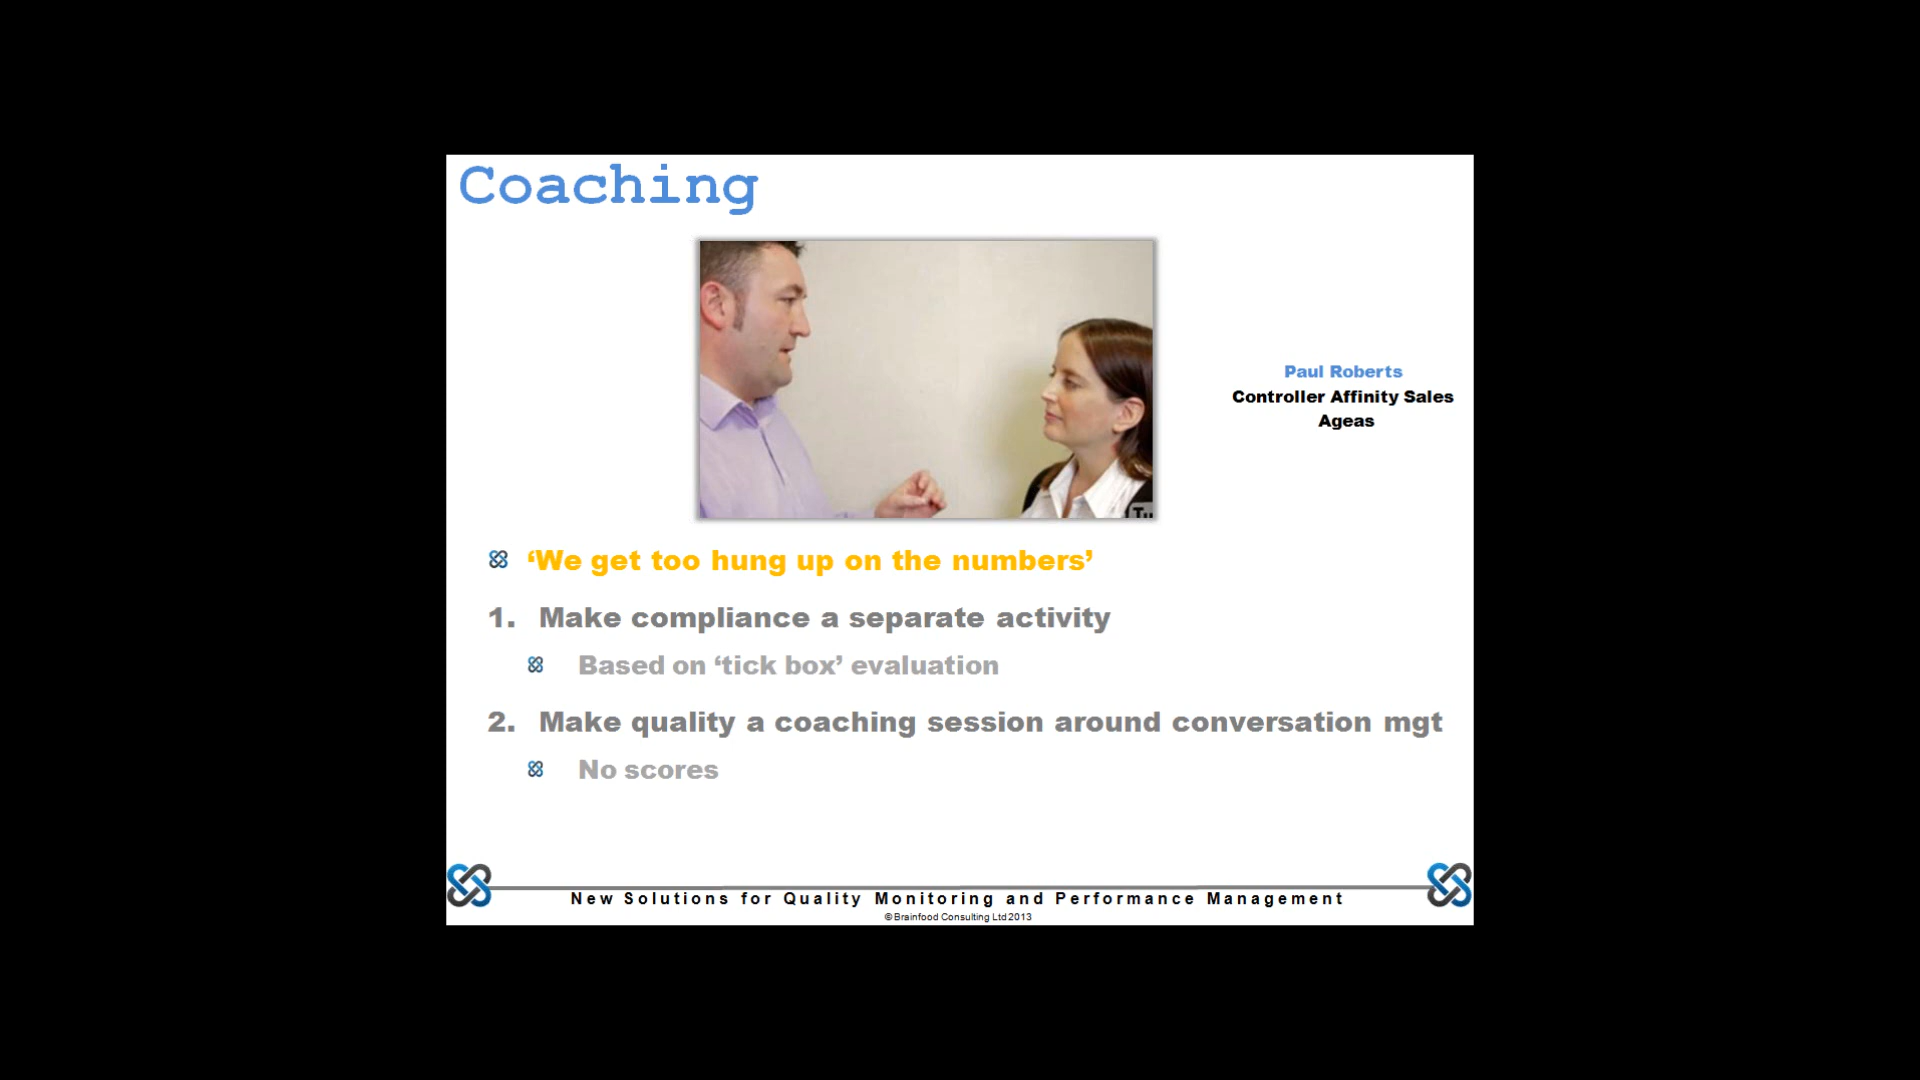 Coaching
Paul Roberts
Controller Affinity Sales
Ageas
‘We get too hung up on the numbers’
1. Make compliance a separate activity
Based on ‘tick box’ evaluation
2. Make quality a coaching session around conversation mgt
No scores
New Solutions for Quality Monitoring and Performance Management
©Brainfood Consulting Ltd 2013